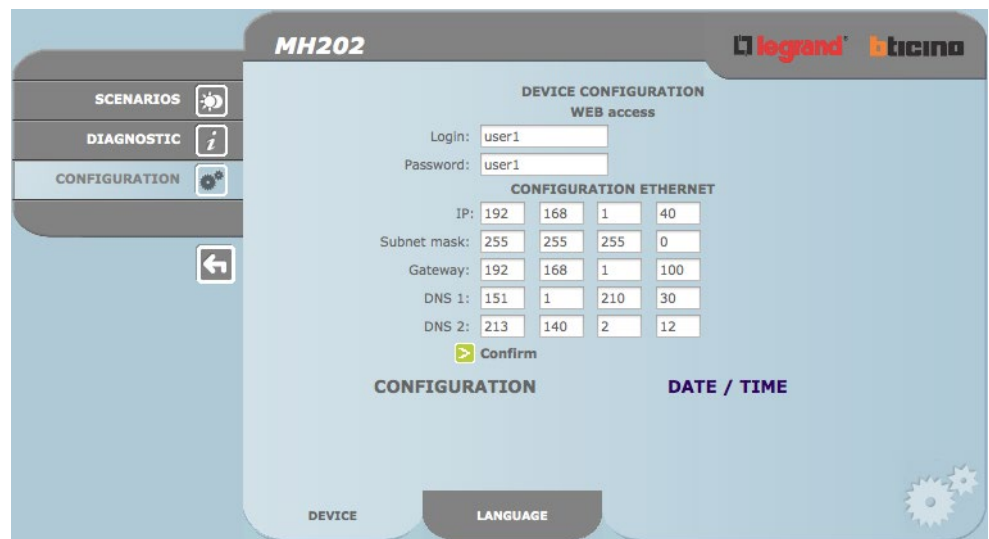 MH202
legrand
bticino
SCENARIOS
DIAGNOSTIC
CONFIGURATION
DEVICE CONFIGURATION
WEB access
Login: user1
Password: user1
CONFIGURATION ETHERNET
IP: 192 168 1 40
Subnet mask: 255 255 255 0
Gateway: 192 168 1 100
DNS 1: 151 1 210 30
DNS 2: 213 140 2 12
Confirm
CONFIGURATION DATE / TIME
DEVICE LANGUAGE